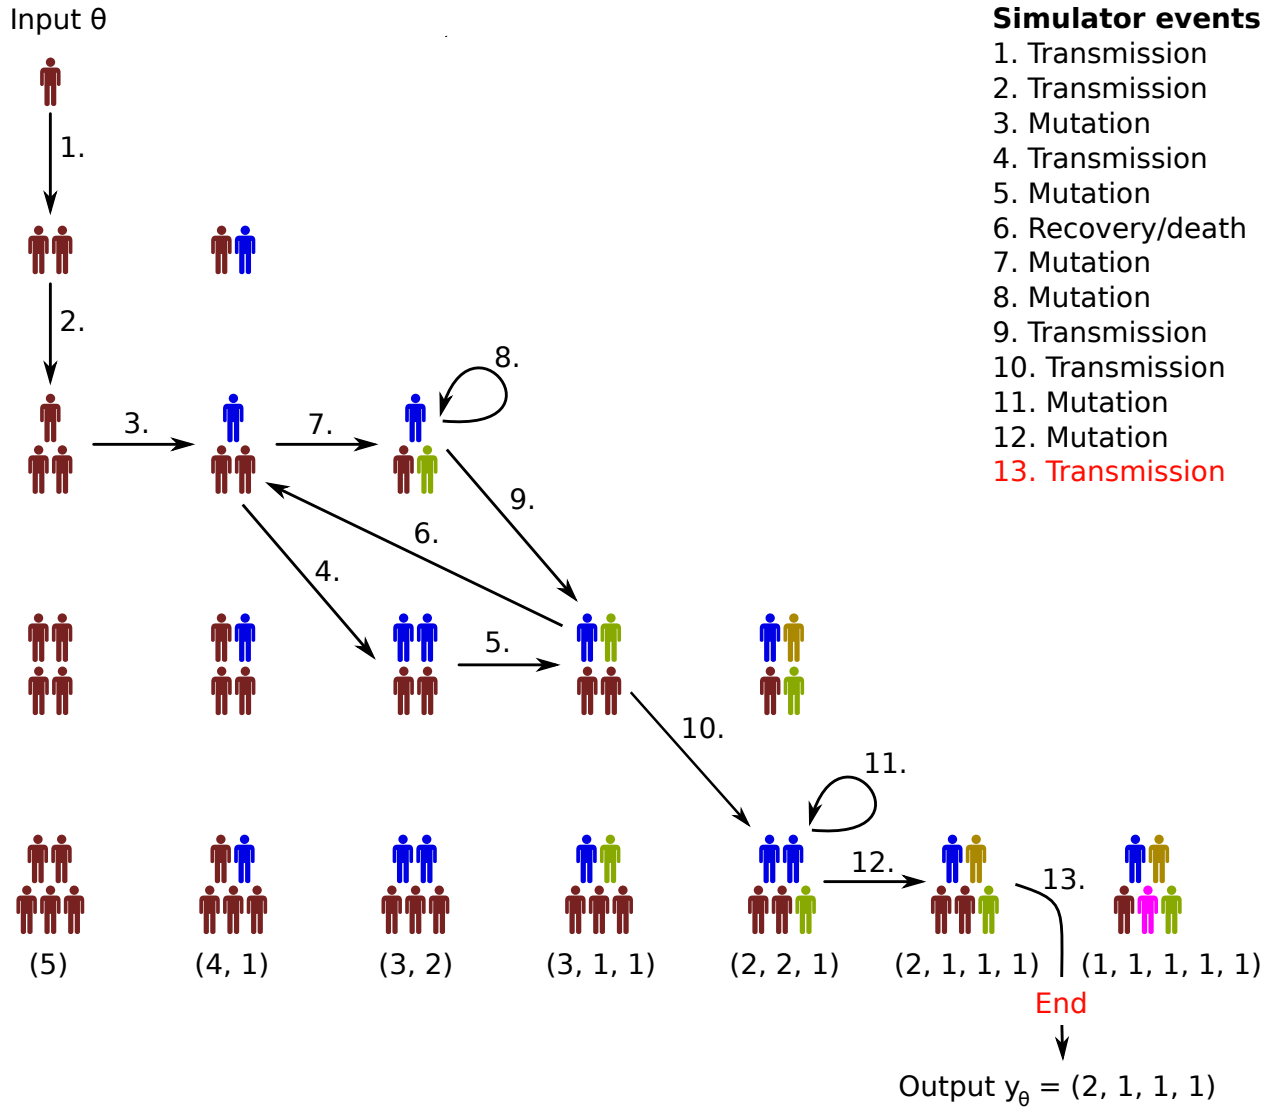 Input θ
Simulator events
1. Transmission
2. Transmission
3. Mutation
4. Transmission
5. Mutation
6. Recovery/death
7. Mutation
8. Mutation
9. Transmission
10. Transmission
11. Mutation
12. Mutation
13. Transmission
1.
2.
3.
7.
8.
9.
6.
4.
5.
10.
11.
12.
13.
(5)
(4, 1)
(3, 2)
(3, 1, 1)
(2, 2, 1)
(2, 1, 1, 1)
(1, 1, 1, 1, 1)
End
Output yθ = (2, 1, 1, 1)